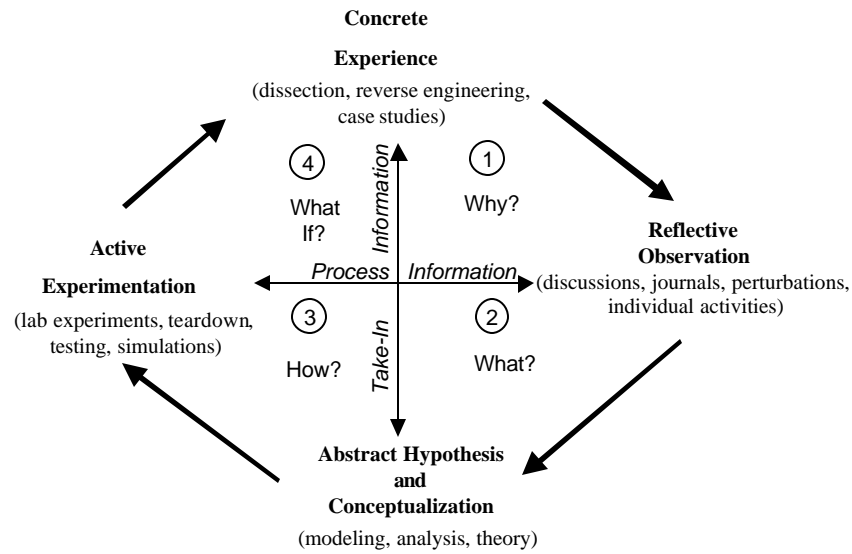 Concrete
Experience
(dissection, reverse engineering,
case studies)
4
1
What
If?
Why?
Information
Active
Experimentation
(lab experiments, teardown,
testing, simulations)
Process
Information
Reflective
Observation
(discussions, journals, perturbations,
individual activities)
3
2
How?
What?
Take-In
Abstract Hypothesis
and
Conceptualization
(modeling, analysis, theory)